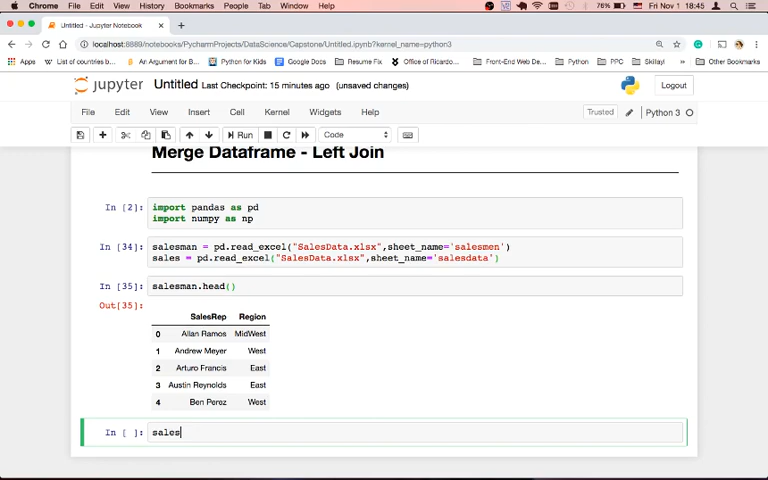 Chrome File Edit View History Bookmarks People Tab Window Help 76% Fri Nov 1 18:45
Untitled - Jupyter Notebook
localhost:8889/notebooks/PycharmProjects/DataScience/Capstone/Untitled.ipynb?kernel_name=python3
Apps List of countries b... An Array of... Python for Kids Google Docs Resume Fix Office of Ricardo... Front-End Web De... Python PPC Skillayi Other Bookmarks
jupyter Untitled Last Checkpoint: 15 minutes ago (unsaved changes) Logout
File Edit View Insert Cell Kernel Widgets Help Trusted Python 3
Run Code
Merge Dataframe - Left Join
In [2]: import pandas as pd
import numpy as np
In [34]: salesman = pd.read_excel("SalesData.xlsx",sheet_name='salesmen')
sales = pd.read_excel("SalesData.xlsx",sheet_name='salesdata')
In [35]: salesman.head()
Out[35]:
SalesRep Region
0 Allan Ramos MidWest
1 Andrew Meyer West
2 Arturo Francis East
3 Austin Reynolds East
4 Ben Perez West
In [ ]: sales